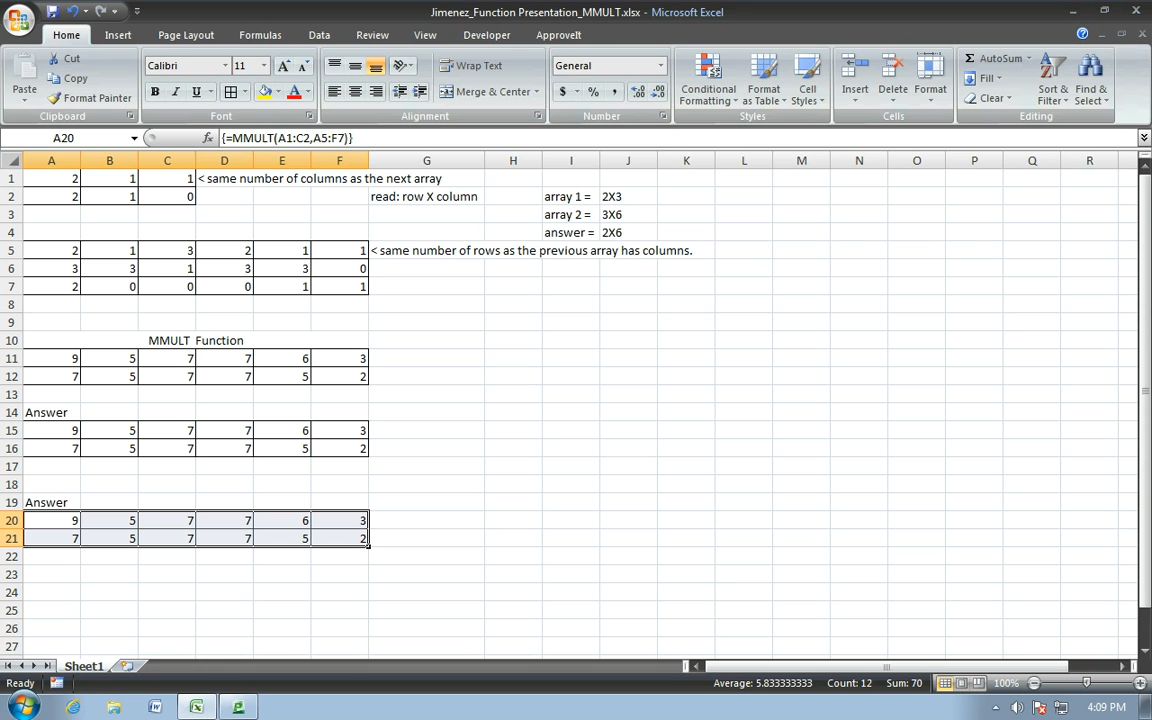 Jimenez_Function Presentation_MMULT.xlsx - Microsoft Excel
Home Insert Page Layout Formulas Data Review View Developer ApproveIt
Paste Cut Copy Format Painter Clipboard
Calibri 11 B I U A Font
Wrap Text Merge & Center Alignment
General $ % , Number
Conditional Formatting Format as Table Cell Styles Styles
Insert Delete Format Cells
AutoSum Fill Clear Sort & Filter Find & Select Editing
A20 fx {=MMULT(A1:C2,A5:F7)}
A B C D E F G H I J K L M N O P Q R
1 2 1 1 < same number of columns as the next array
2 2 1 0 read: row X column array 1 = 2X3
3 array 2 = 3X6
4 answer = 2X6
5 2 1 3 2 1 1 < same number of rows as the previous array has columns.
6 3 3 1 3 3 0
7 2 0 0 0 1 1
8
9
10 MMULT Function
11 9 5 7 7 6 3
12 7 5 7 7 5 2
13
14 Answer
15 9 5 7 7 6 3
16 7 5 7 7 5 2
17
18
19 Answer
20 9 5 7 7 6 3
21 7 5 7 7 5 2
22
23
24
25
26
27
Sheet1
Ready Average: 5.833333333 Count: 12 Sum: 70 100%
4:09 PM